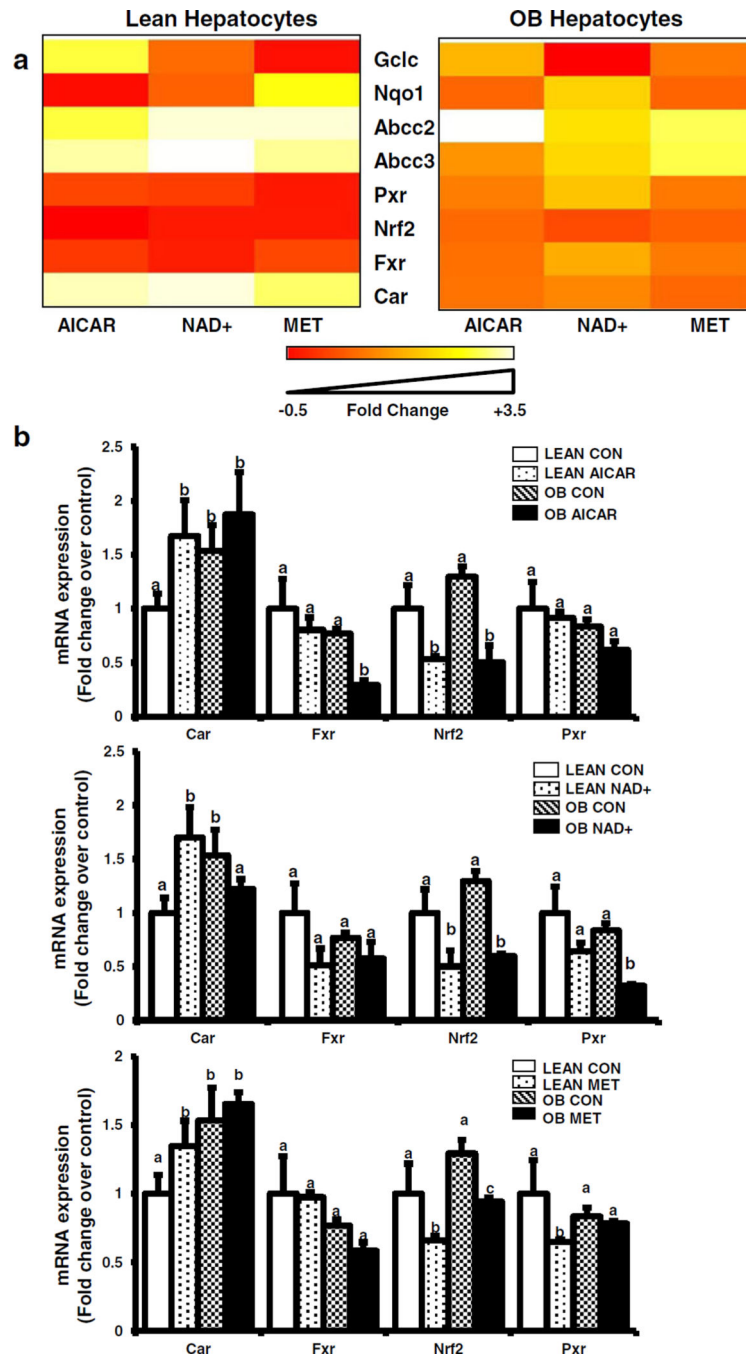 Lean Hepatocytes OB Hepatocytes
a
Gclc
Nqo1
Abcc2
Abcc3
Pxr
Nrf2
Fxr
Car
AICAR NAD+ MET AICAR NAD+ MET
-0.5 Fold Change +3.5
b
mRNA expression
(Fold change over control)
2.5
2
1.5
1
0.5
0
LEAN CON
LEAN AICAR
OB CON
OB AICAR
a b b b a a a b a b a b a a a a
Car Fxr Nrf2 Pxr
mRNA expression
(Fold change over control)
2.5
2
1.5
1
0.5
0
LEAN CON
LEAN NAD+
OB CON
OB NAD+
a b b a a a a a a b a b a a a b
Car Fxr Nrf2 Pxr
mRNA expression
(Fold change over control)
2
1.5
1
0.5
0
LEAN CON
LEAN MET
OB CON
OB MET
a b b b a a a a a b a c a b a a
Car Fxr Nrf2 Pxr